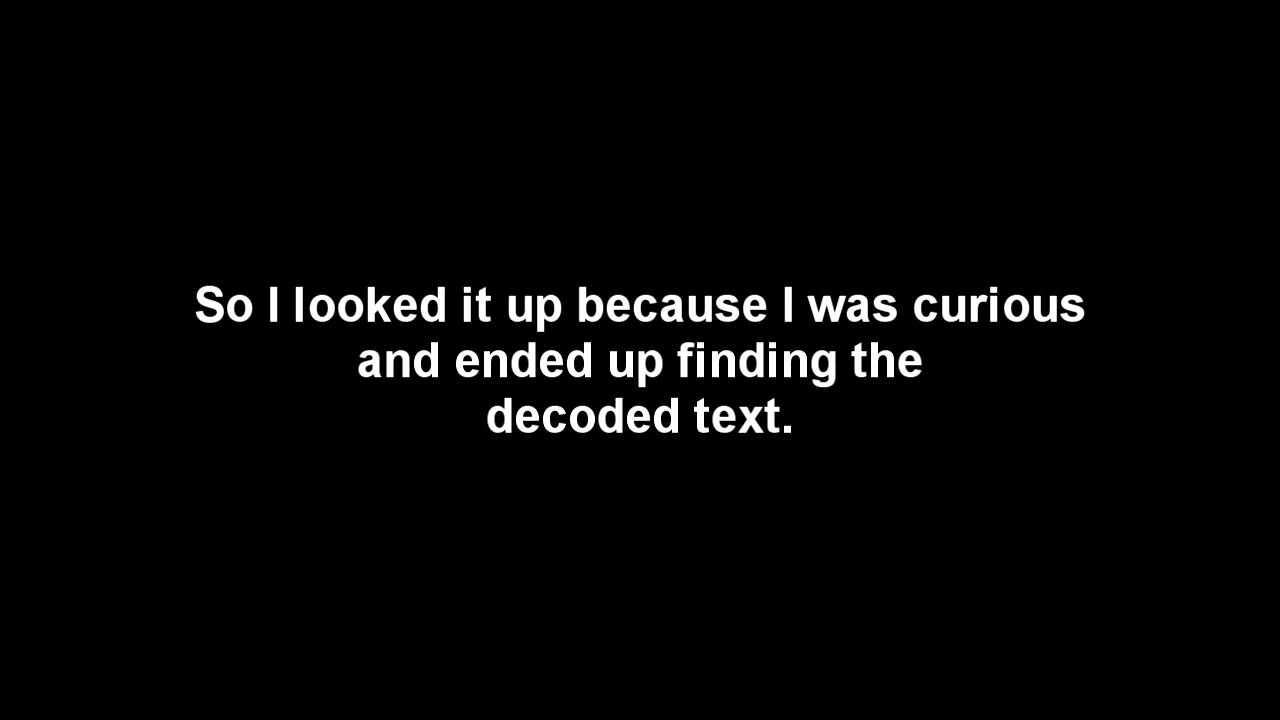 So I looked it up because I was curious
and ended up finding the
decoded text.